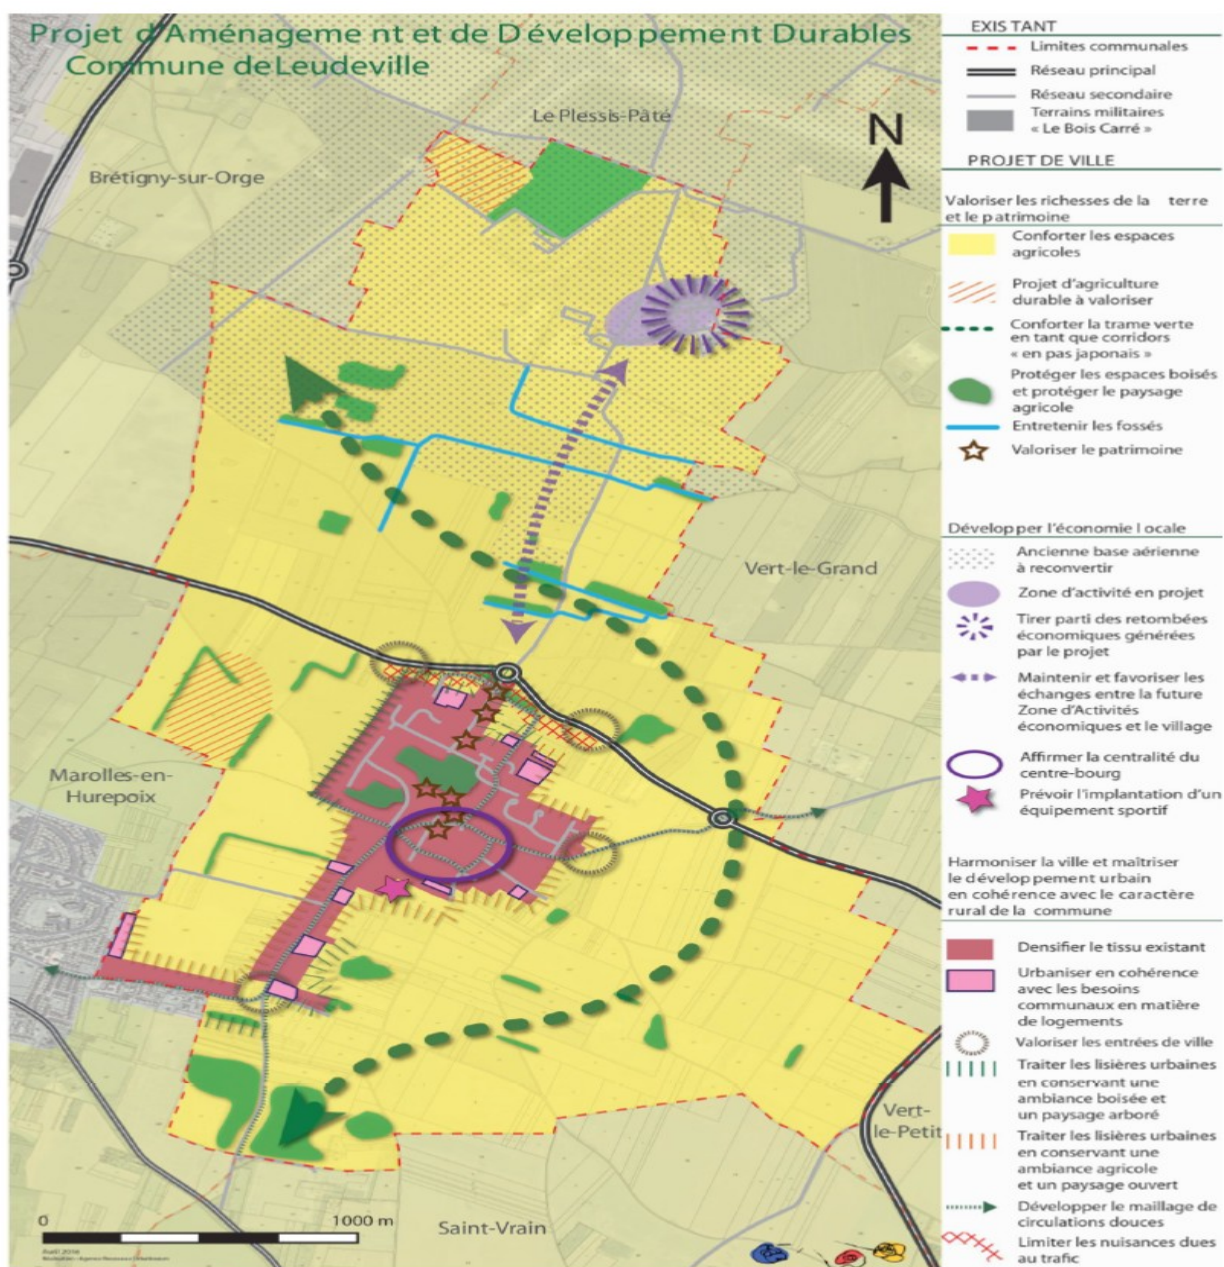 Projet d'Aménageme nt et de D évelop pement Durables
Commune de Leudeville
Le Plessis-Pâté
Brétigny-sur-Orge
N
Vert-le-Grand
Marolles-en-
Hurepoix
Vert-
le-Petit
Saint-Vrain
0
1000 m
EXIS TANT
Limites communales
Réseau principal
Réseau secondaire
Terrains militaires
« Le Bois Carré »
PROJET DE VILLE
Valoriser les richesses de la terre
et le patrimoine
Conforter les espaces
agricoles
Projet d'agriculture
durable à valoriser
Conforter la trame verte
en tant que corridors
« en pas japonais »
Protéger les espaces boisés
et protéger le paysage
agricole
Entretenir les fossés
Valoriser le patrimoine
Développer l'économie locale
Ancienne base aérienne
à reconvertir
Zone d'activité en projet
Tirer parti des retombées
économiques générées
par le projet
Maintenir et favoriser les
échanges entre la future
Zone d'Activités
économiques et le village
Affirmer la centralité du
centre-bourg
Prévoir l'implantation d'un
équipement sportif
Harmoniser la ville et maîtriser
le développement urbain
en cohérence avec le caractère
rural de la commune
Densifier le tissu existant
Urbaniser en cohérence
avec les besoins
communaux en matière
de logements
Valoriser les entrées de ville
Traiter les lisières urbaines
en conservant une
ambiance boisée et
un paysage arboré
Traiter les lisières urbaines
en conservant une
ambiance agricole
et un paysage ouvert
Développer le maillage de
circulations douces
Limiter les nuisances dues
au trafic